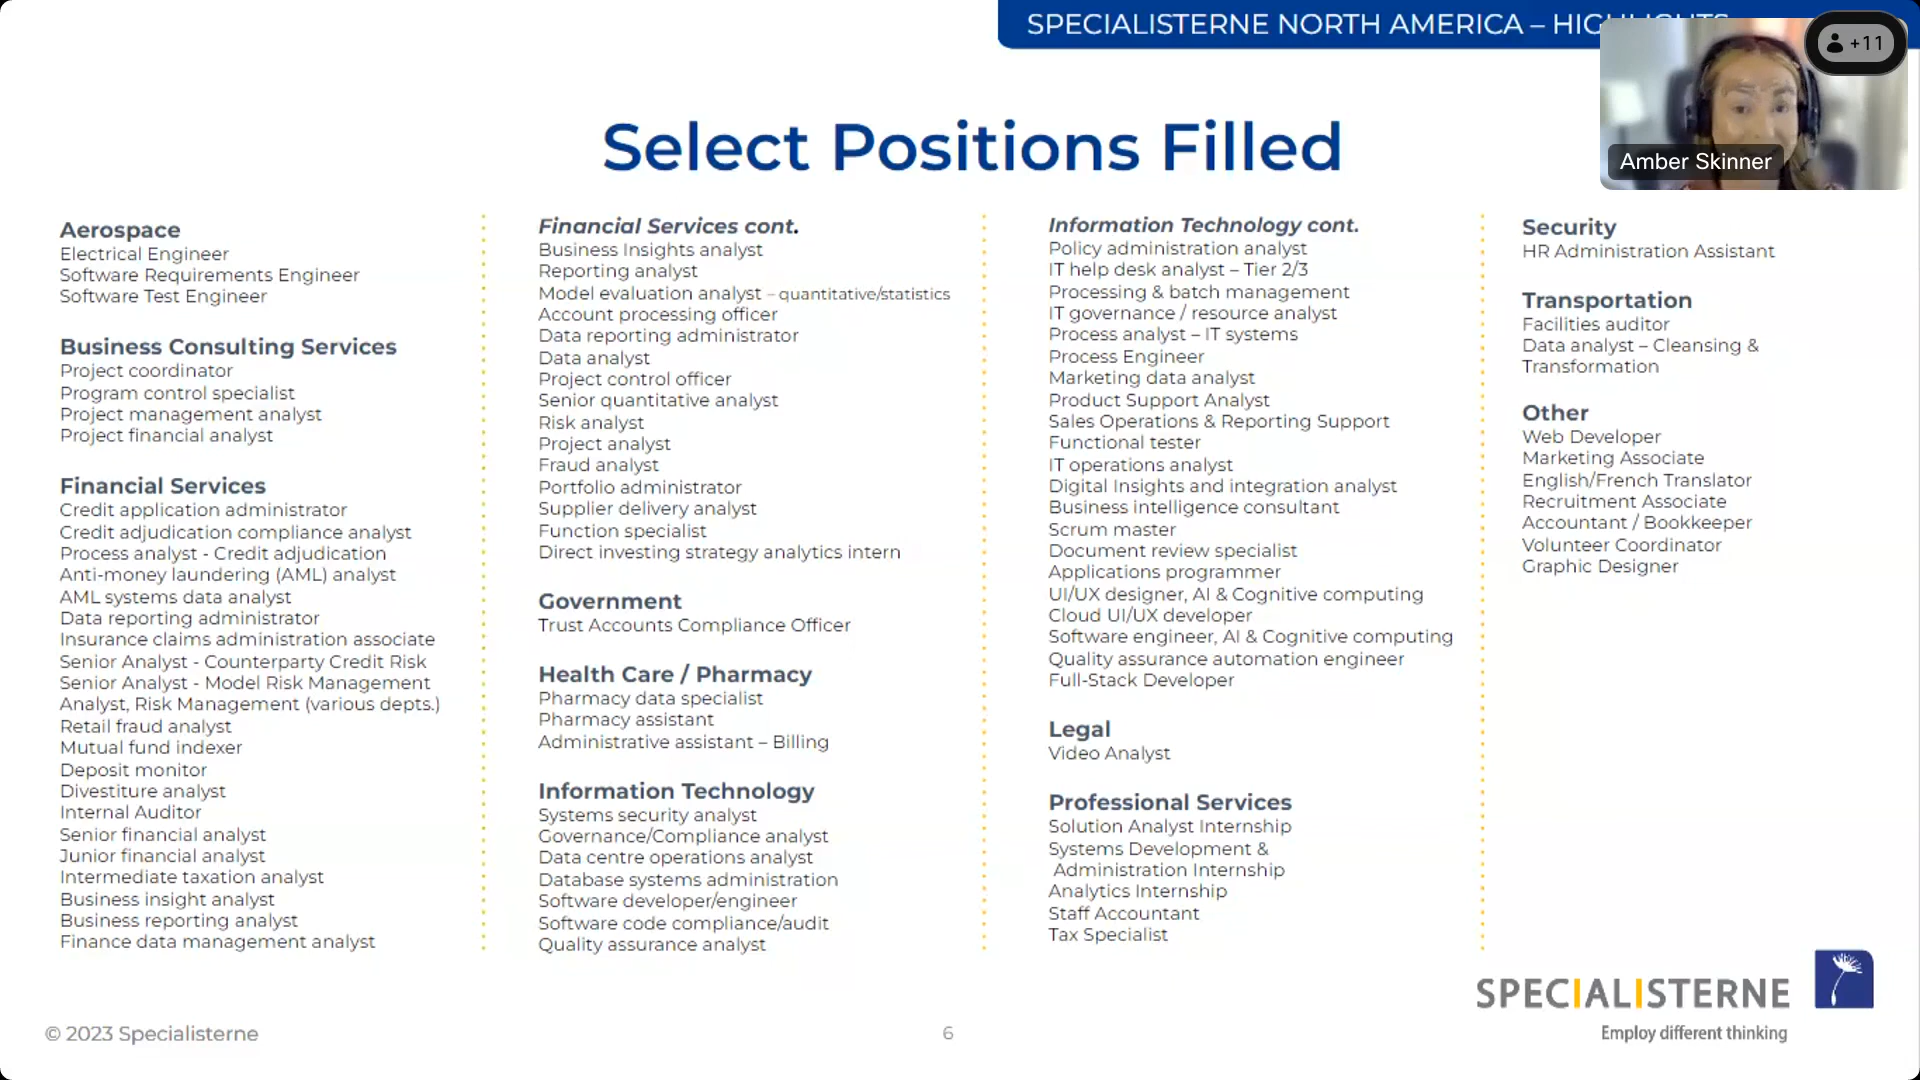 SPECIALISTERNE NORTH AMERICA – HIGHLIGHTS
+11
Amber Skinner
Select Positions Filled
Aerospace
Electrical Engineer
Software Requirements Engineer
Software Test Engineer
Business Consulting Services
Project coordinator
Program control specialist
Project management analyst
Project financial analyst
Financial Services
Credit application administrator
Credit adjudication compliance analyst
Process analyst - Credit adjudication
Anti-money laundering (AML) analyst
AML systems data analyst
Data reporting administrator
Insurance claims administration associate
Senior Analyst - Counterparty Credit Risk
Senior Analyst - Model Risk Management
Analyst, Risk Management (various depts.)
Retail fraud analyst
Mutual fund indexer
Deposit monitor
Divestiture analyst
Internal Auditor
Senior financial analyst
Junior financial analyst
Intermediate taxation analyst
Business insight analyst
Business reporting analyst
Finance data management analyst
Financial Services cont.
Business Insights analyst
Reporting analyst
Model evaluation analyst – quantitative/statistics
Account processing officer
Data reporting administrator
Data analyst
Project control officer
Senior quantitative analyst
Risk analyst
Project analyst
Fraud analyst
Portfolio administrator
Supplier delivery analyst
Function specialist
Direct investing strategy analytics intern
Government
Trust Accounts Compliance Officer
Health Care / Pharmacy
Pharmacy data specialist
Pharmacy assistant
Administrative assistant – Billing
Information Technology
Systems security analyst
Governance/Compliance analyst
Data centre operations analyst
Database systems administration
Software developer/engineer
Software code compliance/audit
Quality assurance analyst
Information Technology cont.
Policy administration analyst
IT help desk analyst – Tier 2/3
Processing & batch management
IT governance / resource analyst
Process analyst – IT systems
Process Engineer
Marketing data analyst
Product Support Analyst
Sales Operations & Reporting Support
Functional tester
IT operations analyst
Digital Insights and integration analyst
Business intelligence consultant
Scrum master
Document review specialist
Applications programmer
UI/UX designer, AI & Cognitive computing
Cloud UI/UX developer
Software engineer, AI & Cognitive computing
Quality assurance automation engineer
Full-Stack Developer
Legal
Video Analyst
Professional Services
Solution Analyst Internship
Systems Development &
Administration Internship
Analytics Internship
Staff Accountant
Tax Specialist
Security
HR Administration Assistant
Transportation
Facilities auditor
Data analyst – Cleansing &
Transformation
Other
Web Developer
Marketing Associate
English/French Translator
Recruitment Associate
Accountant / Bookkeeper
Volunteer Coordinator
Graphic Designer
SPECIALISTERNE
Employ different thinking
© 2023 Specialisterne
6